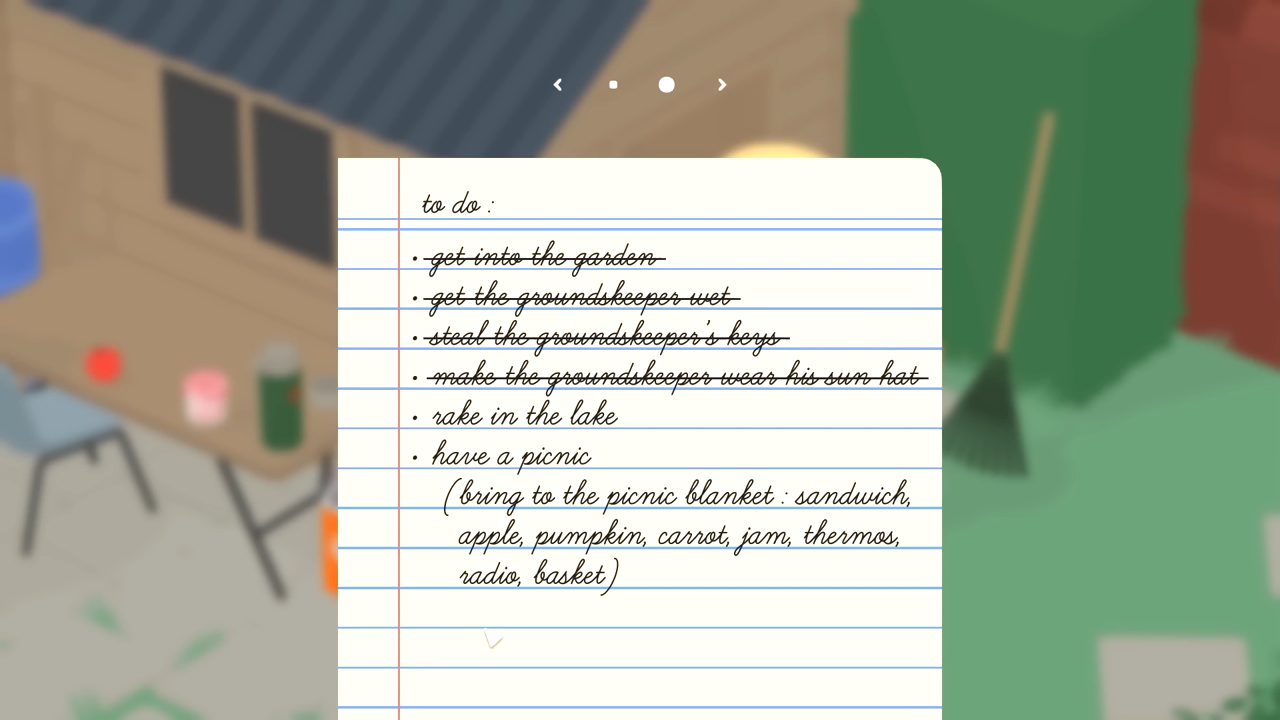 to do :
• get into the garden
• get the groundskeeper wet
• steal the groundskeeper's keys
• make the groundskeeper wear his sun hat
• rake in the lake
• have a picnic
(bring to the picnic blanket : sandwich,
apple, pumpkin, carrot, jam, thermos,
radio, basket)